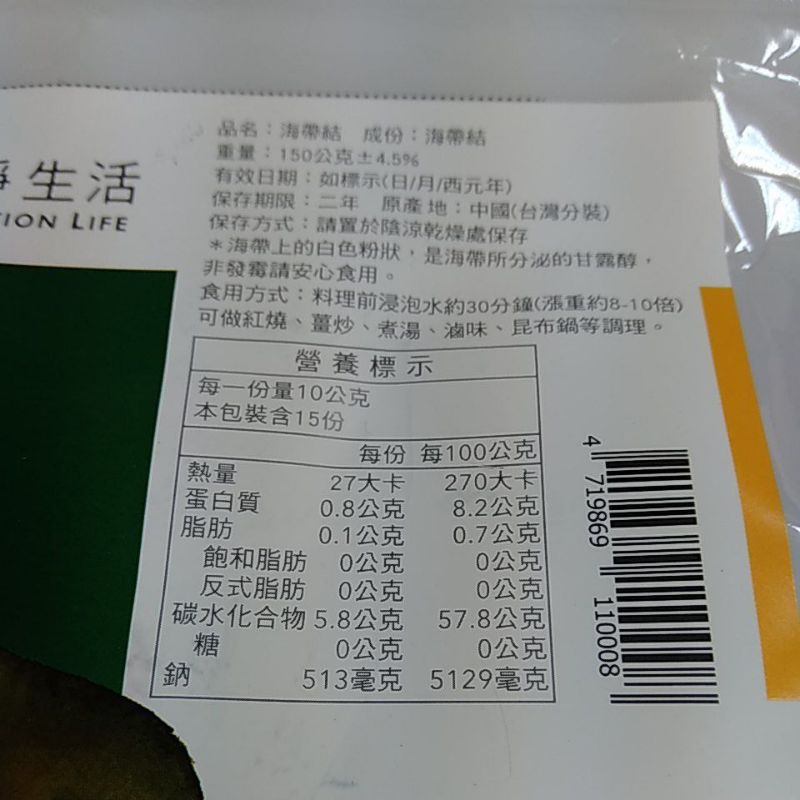 生活
TION LIFE
品名：海帶結　成份：海帶結
重量：150公克±4.5%
有效日期：如標示(日/月/西元年)
保存期限：二年　原產地：中國(台灣分裝)
保存方式：請置於陰涼乾燥處保存
＊海帶上的白色粉狀，是海帶所分泌的甘露醇，
非發霉請安心食用。
食用方式：料理前浸泡水約30分鐘(漲重約8-10倍)
可做紅燒、薑炒、煮湯、滷味、昆布鍋等調理。
營養標示
每一份量10公克
本包裝含15份
每份 每100公克
熱量 27大卡 270大卡
蛋白質 0.8公克 8.2公克
脂肪 0.1公克 0.7公克
飽和脂肪 0公克 0公克
反式脂肪 0公克 0公克
碳水化合物 5.8公克 57.8公克
糖 0公克 0公克
鈉 513毫克 5129毫克
4 719869 110008